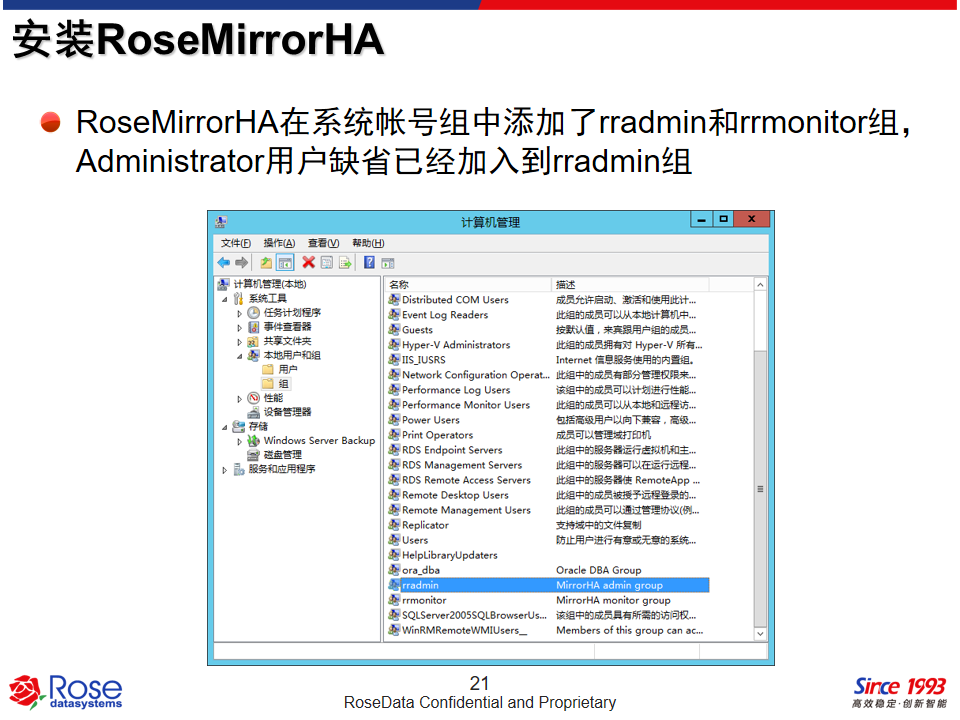 安装RoseMirrorHA
RoseMirrorHA在系统帐号组中添加了rradmin和rrmonitor组，
Administrator用户缺省已经加入到rradmin组
计算机管理
文件(F) 操作(A) 查看(V) 帮助(H)
计算机管理(本地)
系统工具
任务计划程序
事件查看器
共享文件夹
本地用户和组
用户
组
性能
设备管理器
存储
Windows Server Backup
磁盘管理
服务和应用程序
名称 描述
Distributed COM Users 成员允许启动、激活和使用此计...
Event Log Readers 此组的成员可以从本地计算机中...
Guests 按默认值，来宾跟用户组的成员...
Hyper-V Administrators 此组的成员拥有对 Hyper-V 所有...
IIS_IUSRS Internet 信息服务使用的内置组。
Network Configuration Operat... 此组中的成员有部分管理权限来...
Performance Log Users 该组中的成员可以计划进行性能...
Performance Monitor Users 此组的成员可以从本地和远程访...
Power Users 包括高级用户以向下兼容，高级...
Print Operators 成员可以管理域打印机
RDS Endpoint Servers 此组中的服务器运行虚拟机和主...
RDS Management Servers 此组中的服务器可以在运行远程...
RDS Remote Access Servers 此组中的服务器使 RemoteApp ...
Remote Desktop Users 此组中的成员被授予远程登录的...
Remote Management Users 此组的成员可以通过管理协议(例...
Replicator 支持域中的文件复制
Users 防止用户进行有意或无意的系统...
HelpLibraryUpdaters
ora_dba Oracle DBA Group
rradmin MirrorHA admin group
rrmonitor MirrorHA monitor group
SQLServer2005SQLBrowserUs... 该组中的成员具有所需的访问权...
WinRMRemoteWMIUsers__ Members of this group can ac...
Rose
datasystems
21
RoseData Confidential and Proprietary
Since 1993
高效稳定·创新智能